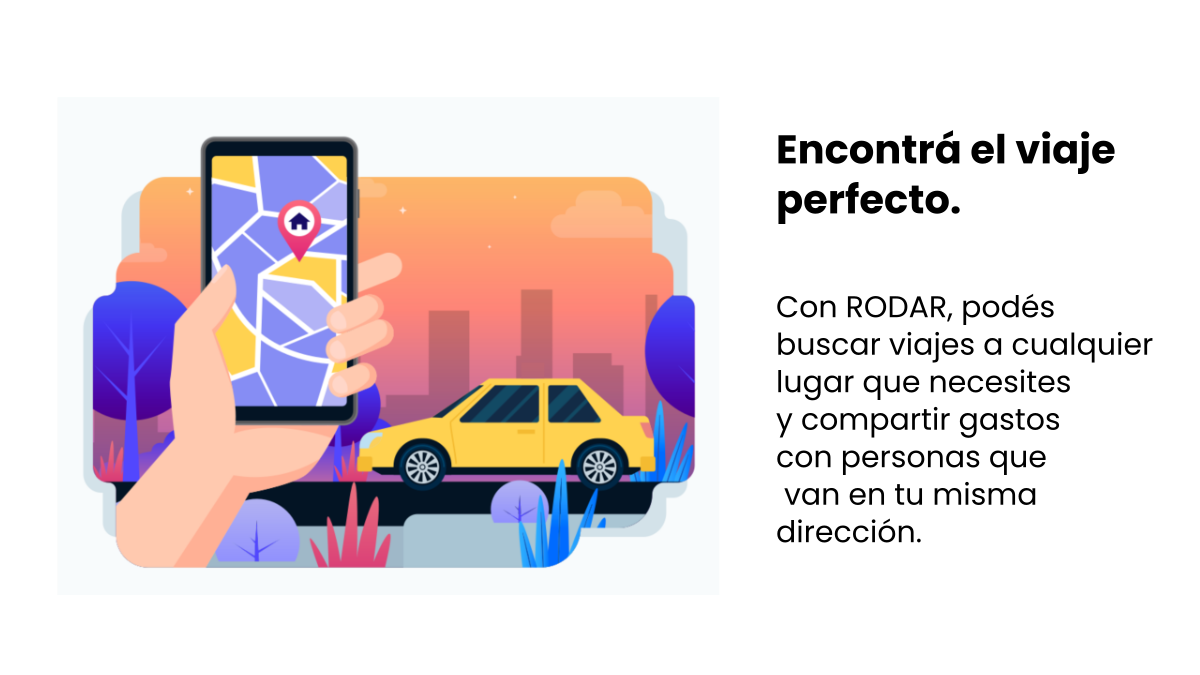 Encontrá el viaje
perfecto.
Con RODAR, podés
buscar viajes a cualquier
lugar que necesites
y compartir gastos
con personas que
van en tu misma
dirección.